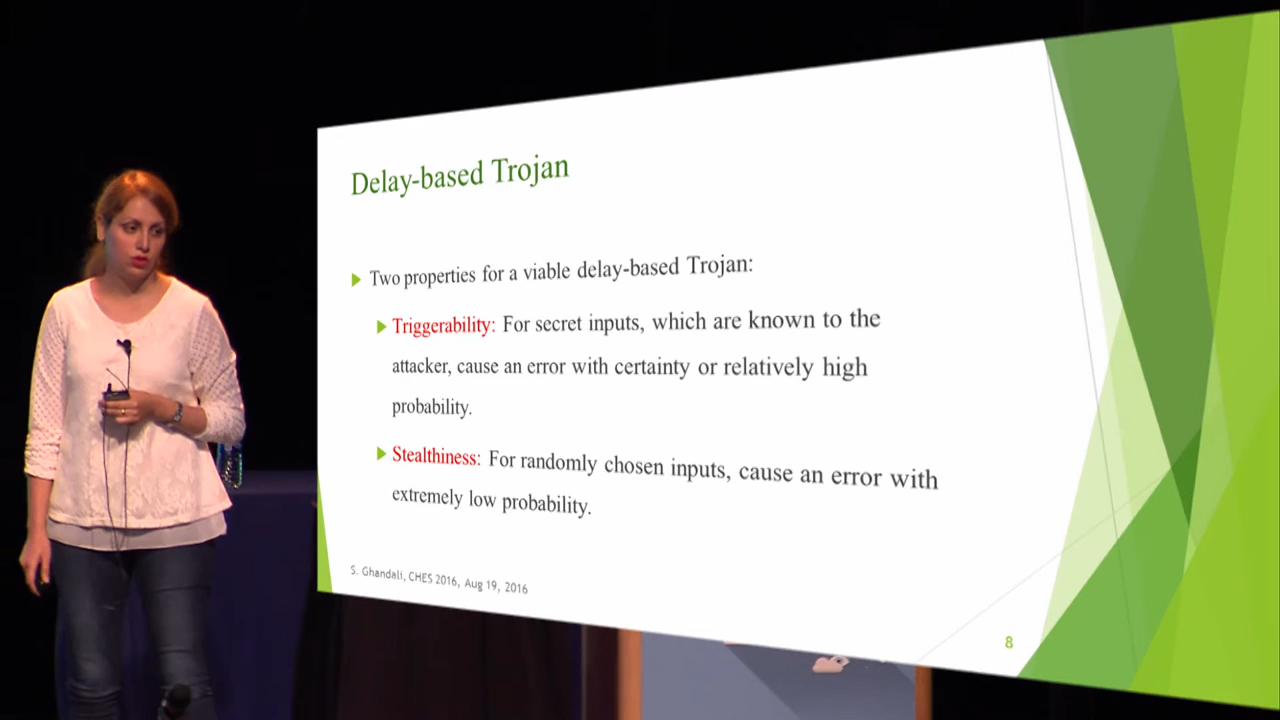 Delay-based Trojan
Two properties for a viable delay-based Trojan:
Triggerability: For secret inputs, which are known to the
attacker, cause an error with certainty or relatively high
probability.
Stealthiness: For randomly chosen inputs, cause an error with
extremely low probability.
S. Ghandali, CHES 2016, Aug 19, 2016
8